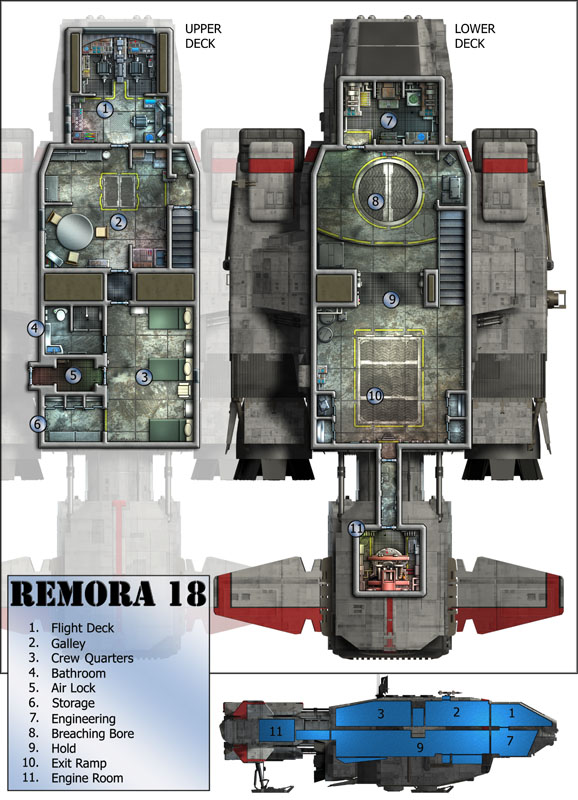 UPPER
DECK
LOWER
DECK
1
2
3
4
5
6
7
8
9
10
11
REMORA 18
1. Flight Deck
2. Galley
3. Crew Quarters
4. Bathroom
5. Air Lock
6. Storage
7. Engineering
8. Breaching Bore
9. Hold
10. Exit Ramp
11. Engine Room
3
2
1
11
9
7